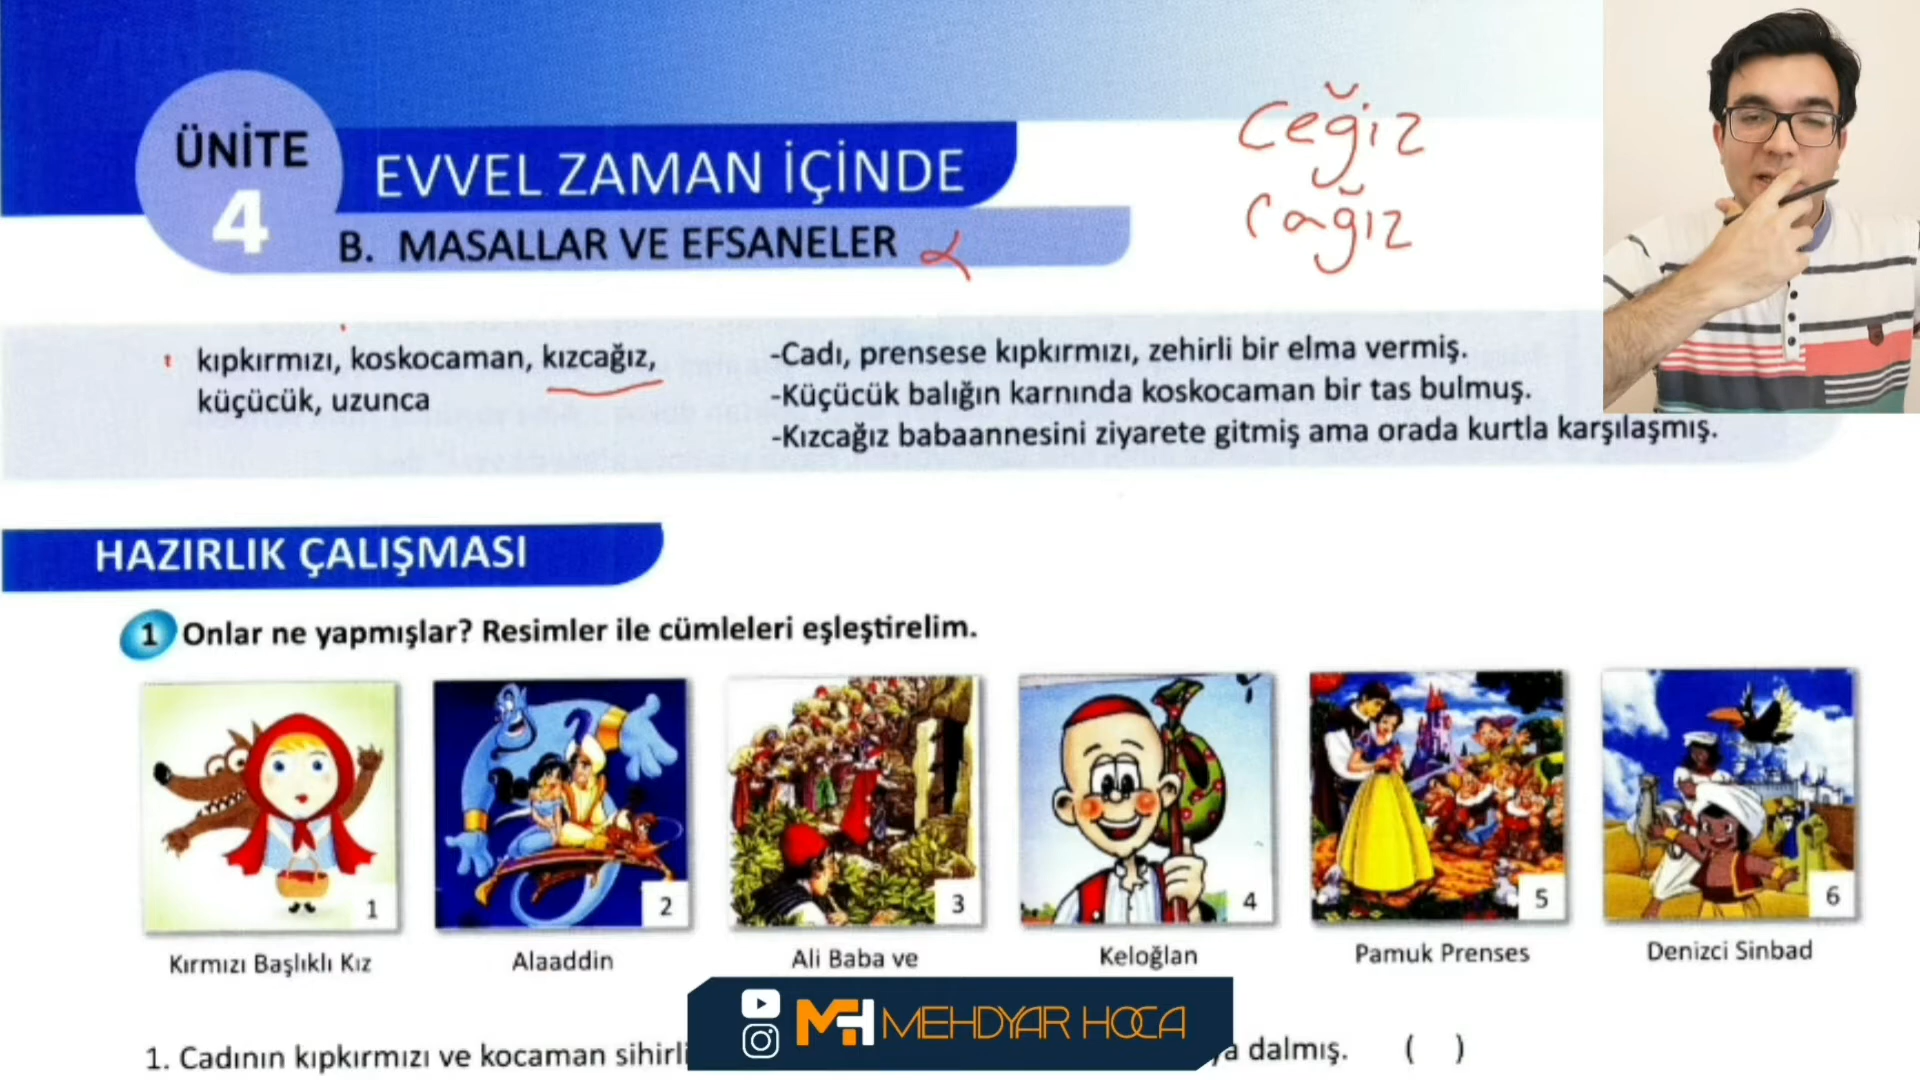 ÜNİTE
4
EVVEL ZAMAN İÇİNDE
B. MASALLAR VE EFSANELER
ceğiz
cağız
kıpkırmızı, koskocaman, kızcağız,
küçücük, uzunca
-Cadı, prensese kıpkırmızı, zehirli bir elma vermiş.
-Küçücük balığın karnında koskocaman bir tas bulmuş.
-Kızcağız babaannesini ziyarete gitmiş ama orada kurtla karşılaşmış.
HAZIRLIK ÇALIŞMASI
1 Onlar ne yapmışlar? Resimler ile cümleleri eşleştirelim.
1
2
3
4
5
6
Kırmızı Başlıklı Kız
Alaaddin
Ali Baba ve
Keloğlan
Pamuk Prenses
Denizci Sinbad
MH MEHDYAR HOCA
1. Cadının kıpkırmızı ve kocaman sihirli dalmış. ( )